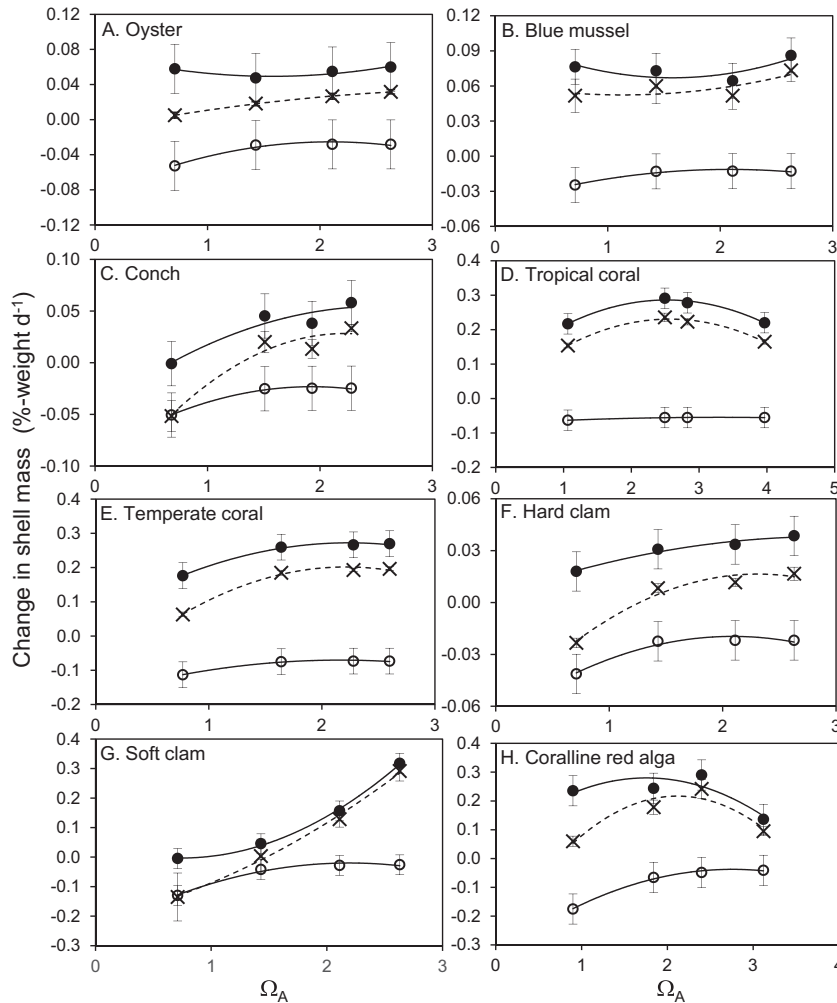 Change in shell mass (%-weight d⁻¹)
A. Oyster
0.12
0.08
0.04
0.00
-0.04
-0.08
-0.12
0 1 2 3
B. Blue mussel
0.12
0.09
0.06
0.03
0.00
-0.03
-0.06
0 1 2 3
C. Conch
0.10
0.05
0.00
-0.05
-0.10
0 1 2 3
D. Tropical coral
0.4
0.3
0.2
0.1
0.0
-0.1
-0.2
0 1 2 3 4 5
E. Temperate coral
0.4
0.3
0.2
0.1
0.0
-0.1
-0.2
0 1 2 3
F. Hard clam
0.06
0.03
0.00
-0.03
-0.06
0 1 2 3
G. Soft clam
0.4
0.3
0.2
0.1
0.0
-0.1
-0.2
-0.3
0 1 2 3
Ω_A
H. Coralline red alga
0.4
0.3
0.2
0.1
0.0
-0.1
-0.2
-0.3
0 1 2 3 4
Ω_A